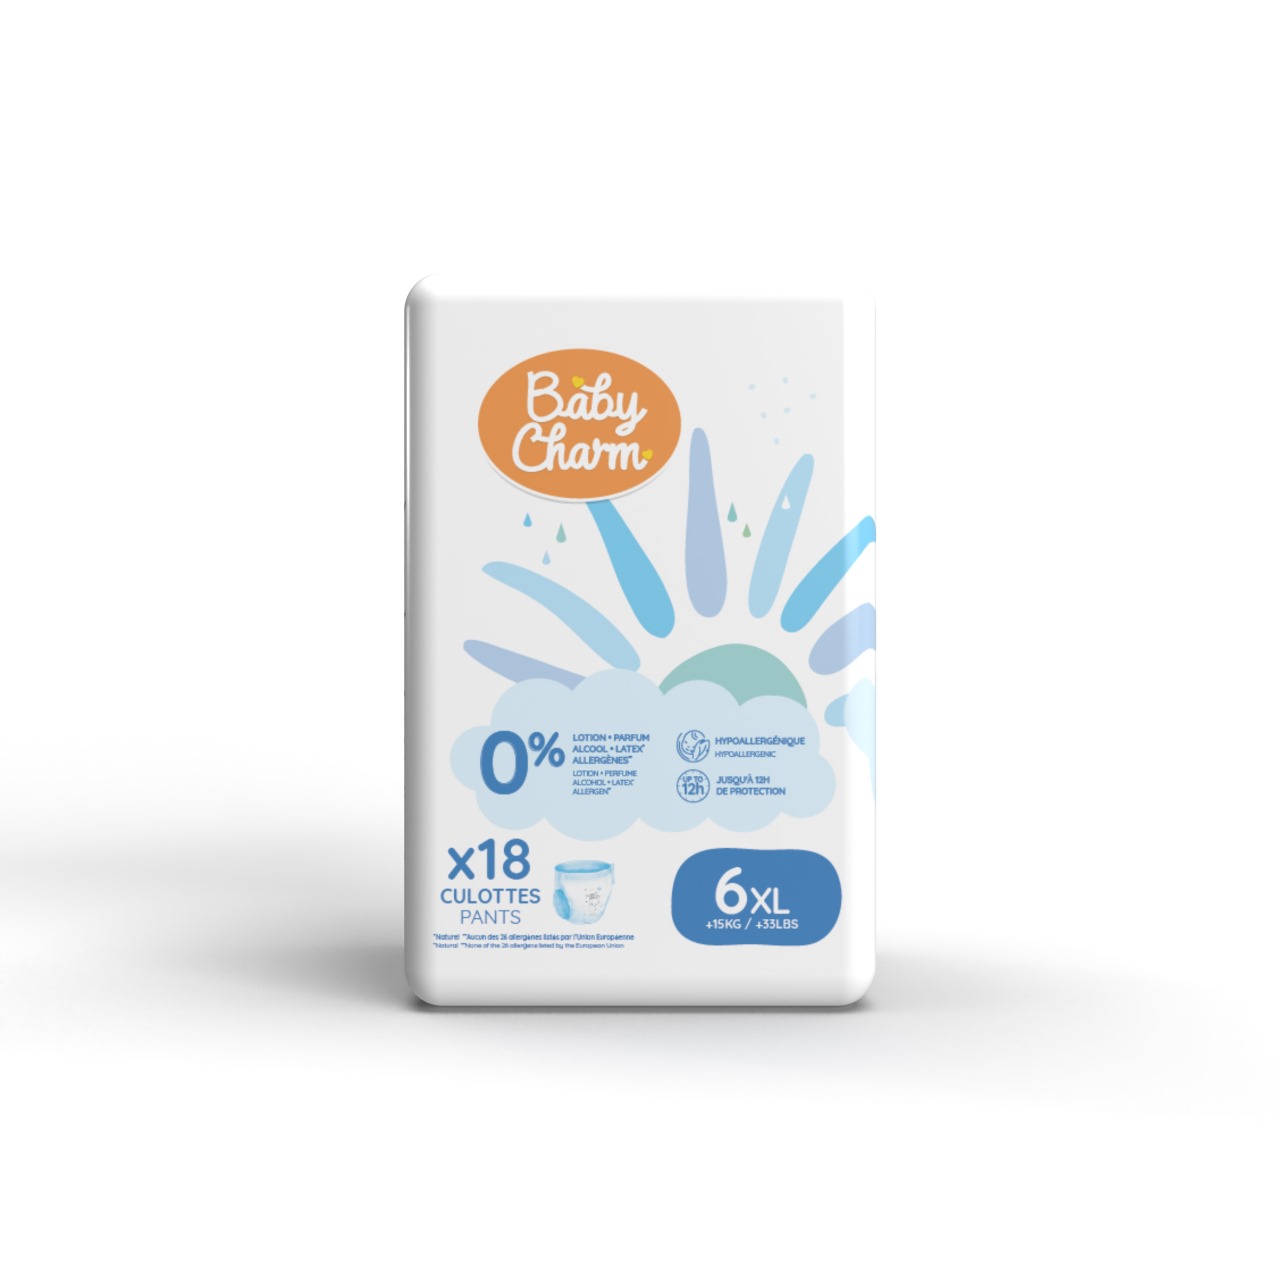 Baby
Charm
0%
LOTION • PARFUM
ALCOOL • LATEX*
ALLERGÈNES**
LOTION • PERFUME
ALCOHOL • LATEX*
ALLERGEN**
HYPOALLERGÉNIQUE
HYPOALLERGENIC
UP TO
12h
JUSQU'À 12H
DE PROTECTION
x18
CULOTTES
PANTS
6XL
+15KG / +33LBS
*Naturel **Aucun des 26 allergènes listés par l'Union Européenne
*Natural **None of the 26 allergens listed by the European Union